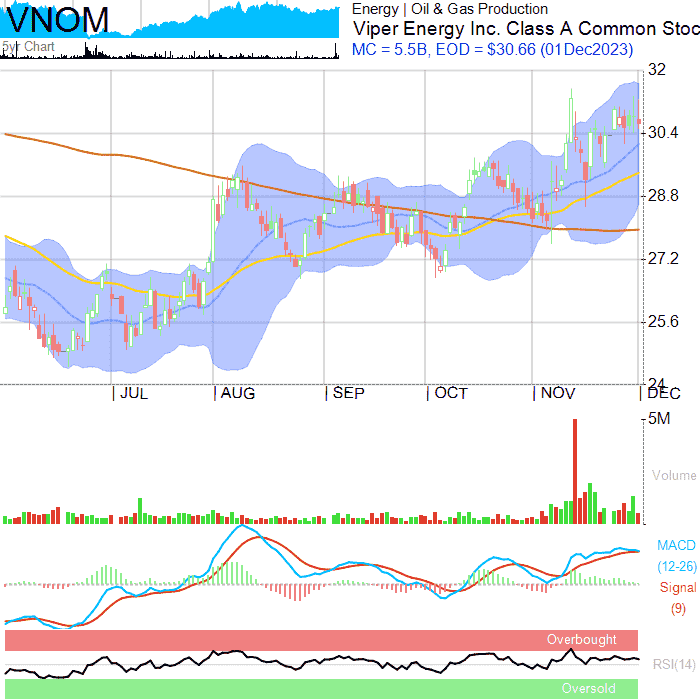 VNOM
5yr Chart
Energy | Oil & Gas Production
Viper Energy Inc. Class A Common Stoc
MC = 5.5B, EOD = $30.66 (01Dec2023)
32
30.4
28.8
27.2
25.6
24
JUL
AUG
SEP
OCT
NOV
DEC
5M
Volume
MACD
(12-26)
Signal
(9)
Overbought
RSI(14)
Oversold